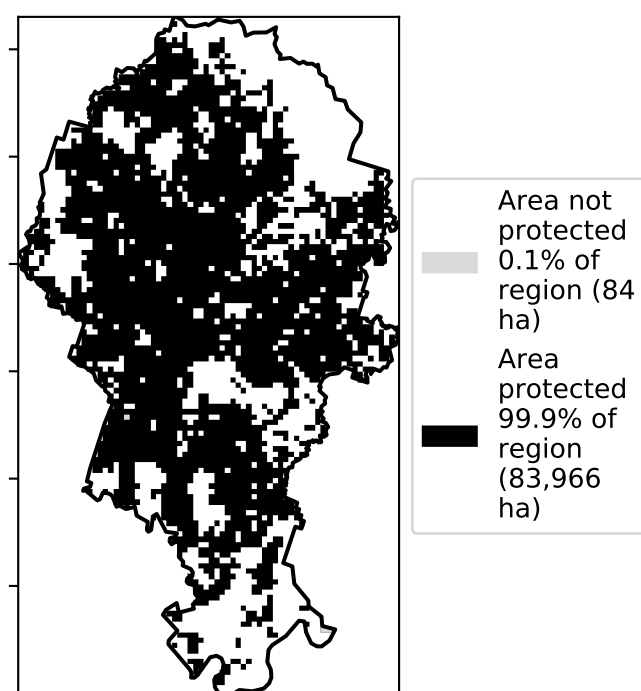 Area not
protected
0.1% of
region (84
ha)
Area
protected
99.9% of
region
(83,966
ha)